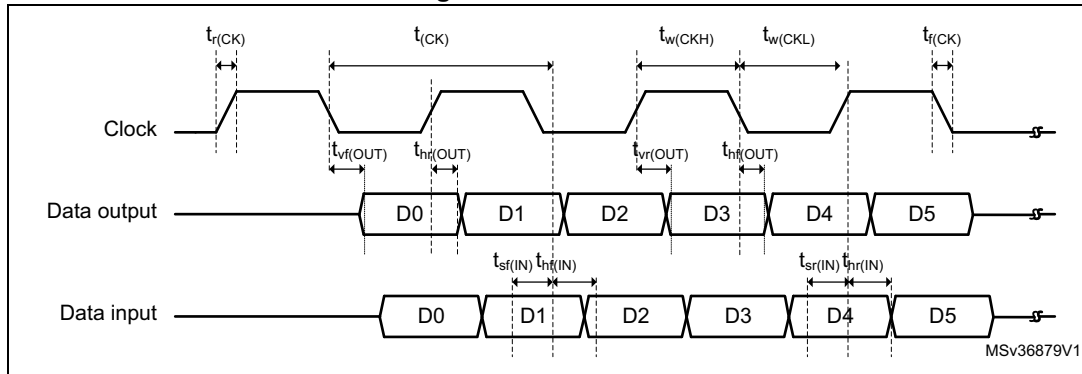 tr(CK) t(CK) tw(CKH) tw(CKL) tf(CK)
Clock
tvf(OUT) thr(OUT) tvr(OUT) thf(OUT)
Data output D0 D1 D2 D3 D4 D5
tsf(IN) thf(IN) tsr(IN) thr(IN)
Data input D0 D1 D2 D3 D4 D5
MSv36879V1